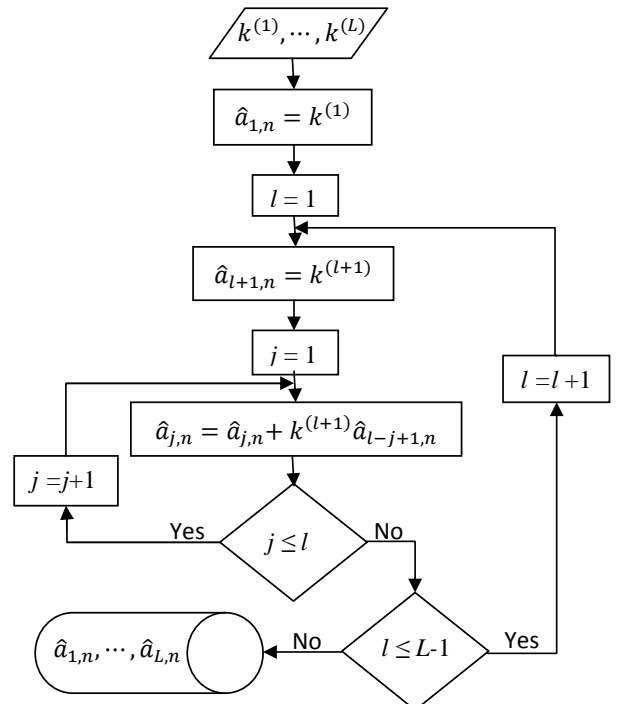 k^{(1)}, ⋯, k^{(L)}
â_{1,n} = k^{(1)}
l = 1
â_{l+1,n} = k^{(l+1)}
j = 1
l =l +1
â_{j,n} = â_{j,n} + k^{(l+1)} â_{l−j+1,n}
j =j+1
Yes
j ≤ l
No
â_{1,n}, ⋯, â_{L,n}
No
l ≤ L-1
Yes